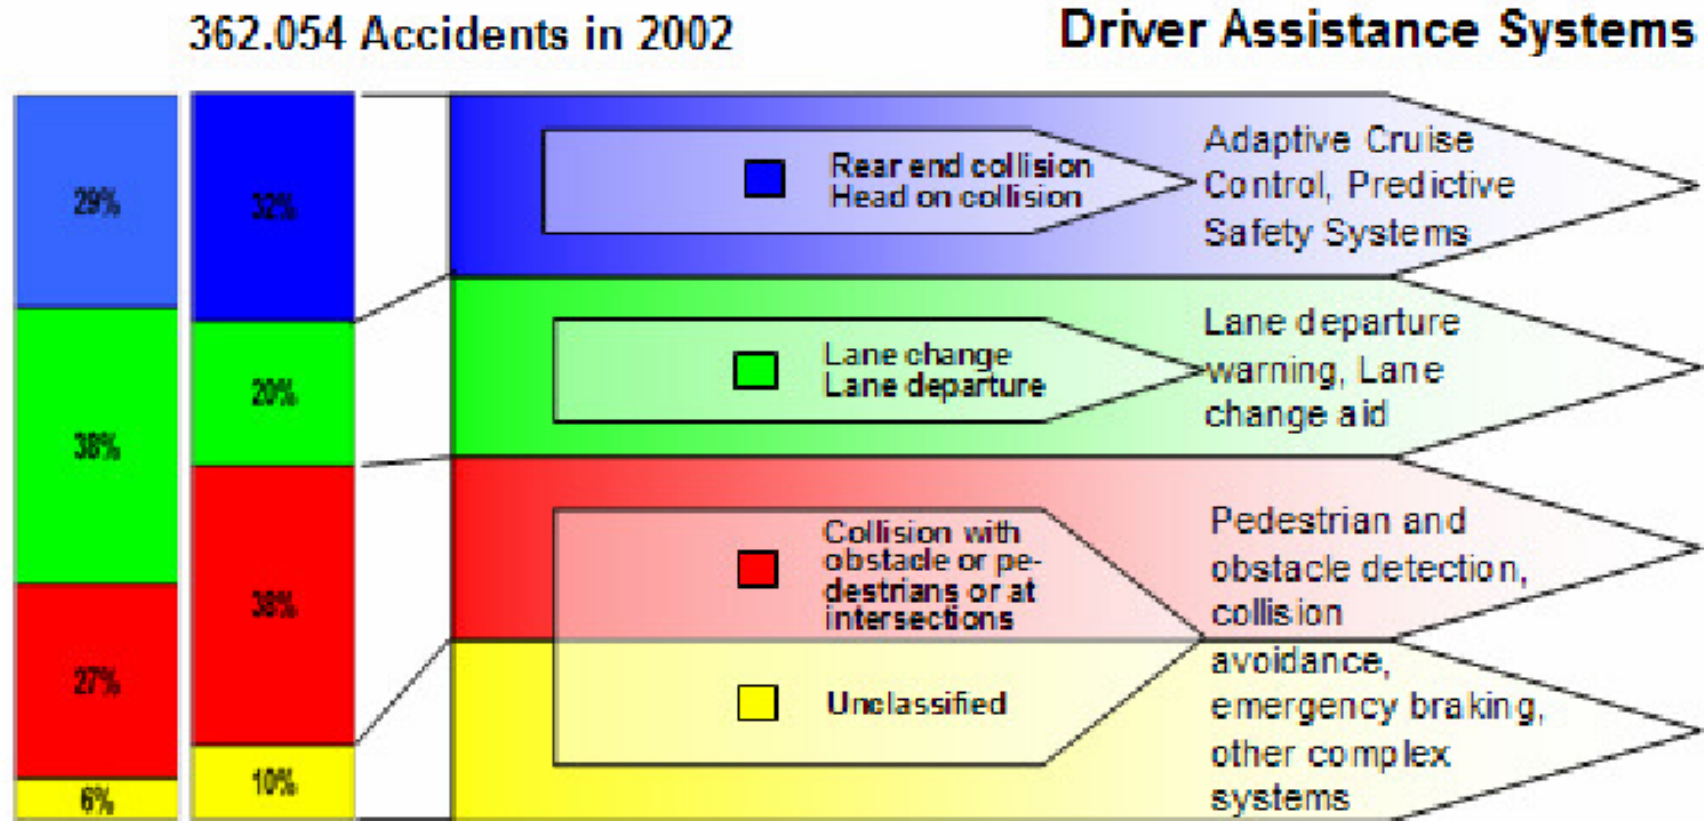 362.054 Accidents in 2002
Driver Assistance Systems
29%
38%
27%
6%
32%
20%
38%
10%
Rear end collision
Head on collision
Adaptive Cruise
Control, Predictive
Safety Systems
Lane change
Lane departure
Lane departure
warning, Lane
change aid
Collision with
obstacle or pe-
destrians or at
intersections
Unclassified
Pedestrian and
obstacle detection,
collision
avoidance,
emergency braking,
other complex
systems